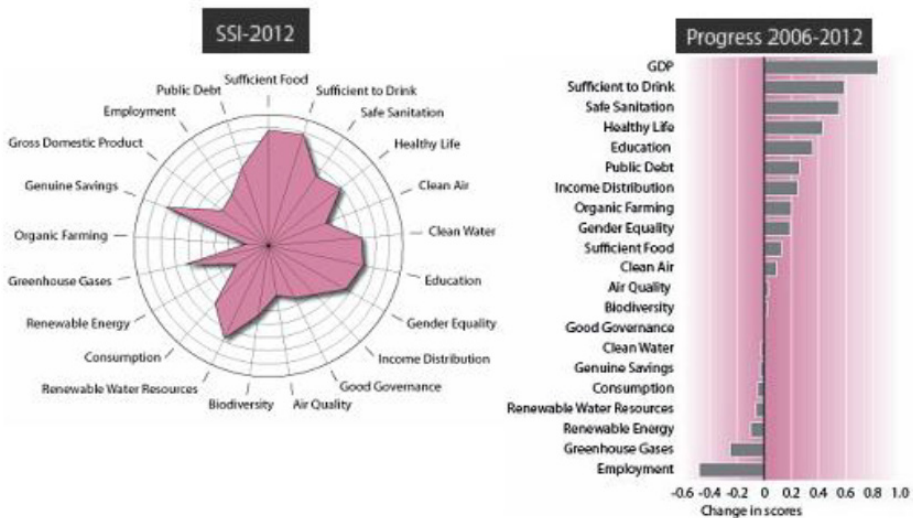 SSI-2012
Sufficient Food
Sufficient to Drink
Safe Sanitation
Healthy Life
Clean Air
Clean Water
Education
Gender Equality
Income Distribution
Good Governance
Air Quality
Biodiversity
Renewable Water Resources
Consumption
Renewable Energy
Greenhouse Gases
Organic Farming
Genuine Savings
Gross Domestic Product
Employment
Public Debt
Progress 2006-2012
GDP
Sufficient to Drink
Safe Sanitation
Healthy Life
Education
Public Debt
Income Distribution
Organic Farming
Gender Equality
Sufficient Food
Clean Air
Air Quality
Biodiversity
Good Governance
Clean Water
Genuine Savings
Consumption
Renewable Water Resources
Renewable Energy
Greenhouse Gases
Employment
-0.6 -0.4 -0.2 0 0.2 0.4 0.6 0.8 1.0
Change in scores